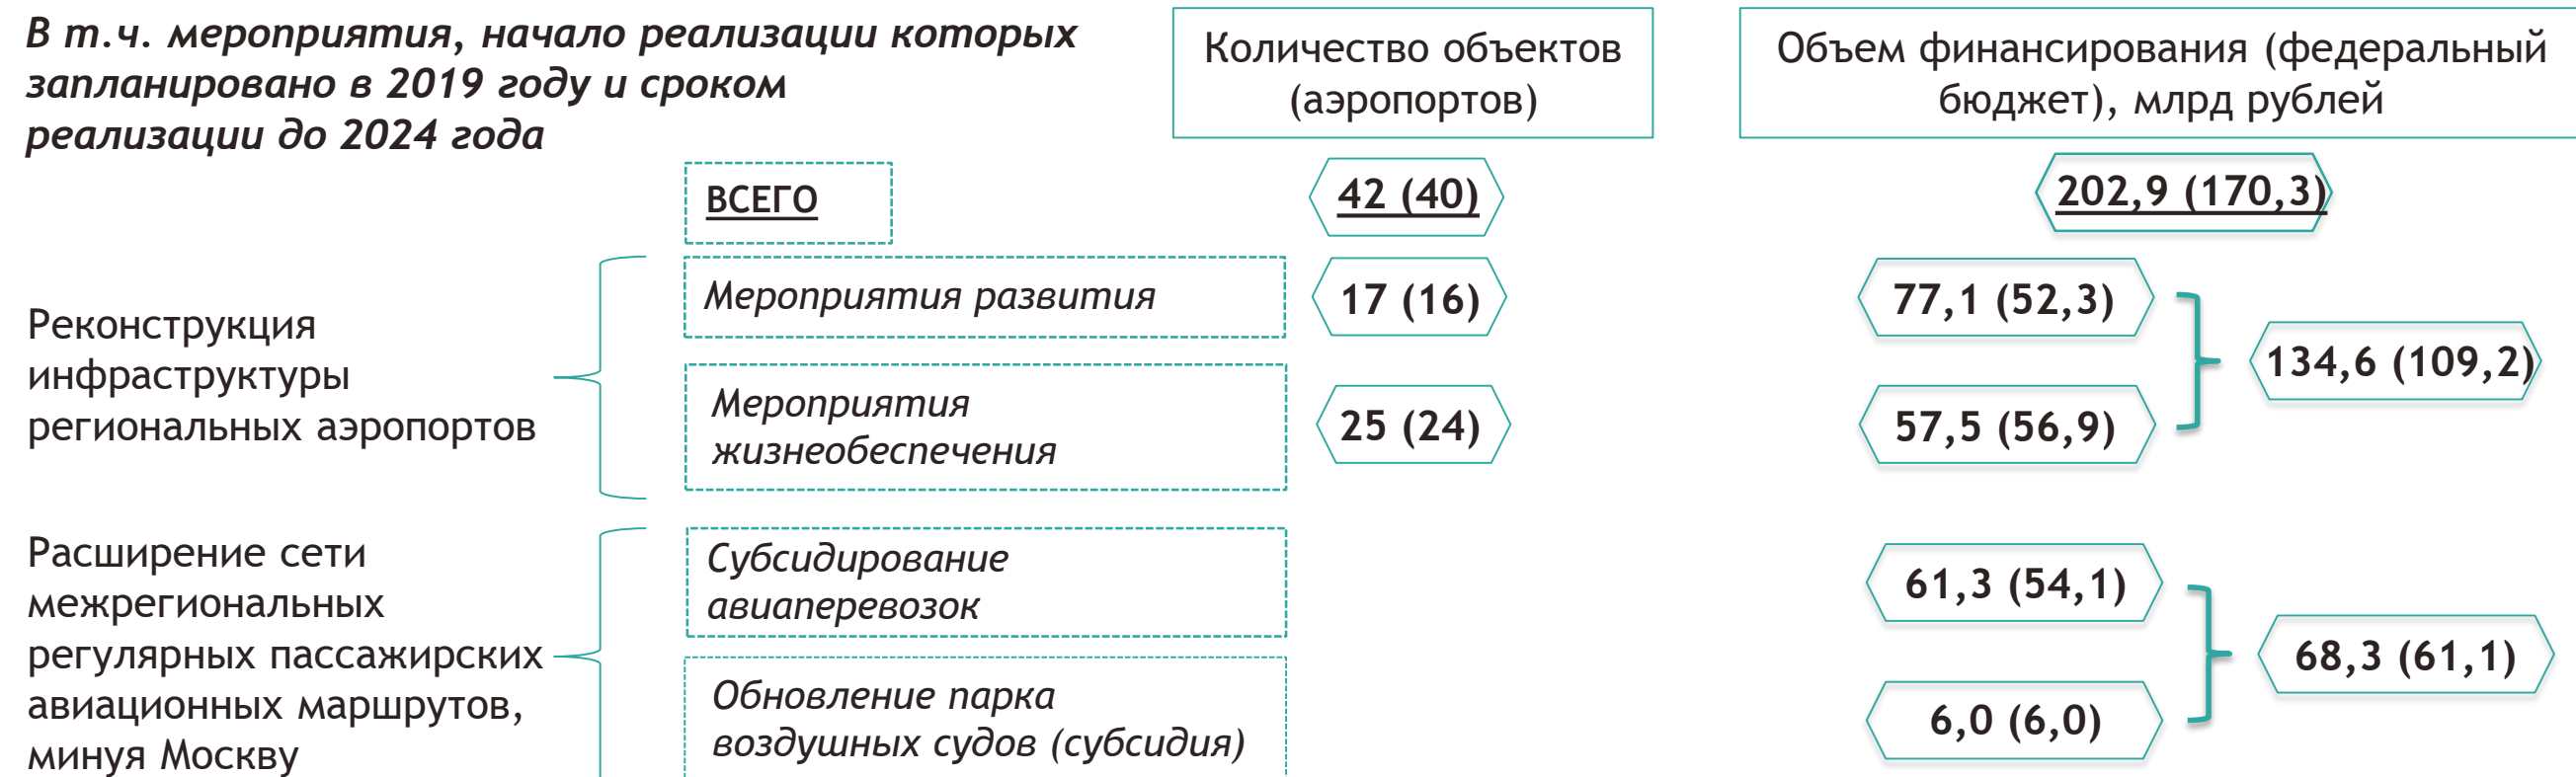 В т.ч. мероприятия, начало реализации которых
запланировано в 2019 году и сроком
реализации до 2024 года
Количество объектов
(аэропортов)
Объем финансирования (федеральный
бюджет), млрд рублей
ВСЕГО
42 (40)
202,9 (170,3)
Реконструкция
инфраструктуры
региональных аэропортов
Мероприятия развития
17 (16)
77,1 (52,3)
Мероприятия
жизнеобеспечения
25 (24)
57,5 (56,9)
134,6 (109,2)
Расширение сети
межрегиональных
регулярных пассажирских
авиационных маршрутов,
минуя Москву
Субсидирование
авиаперевозок
61,3 (54,1)
Обновление парка
воздушных судов (субсидия)
6,0 (6,0)
68,3 (61,1)